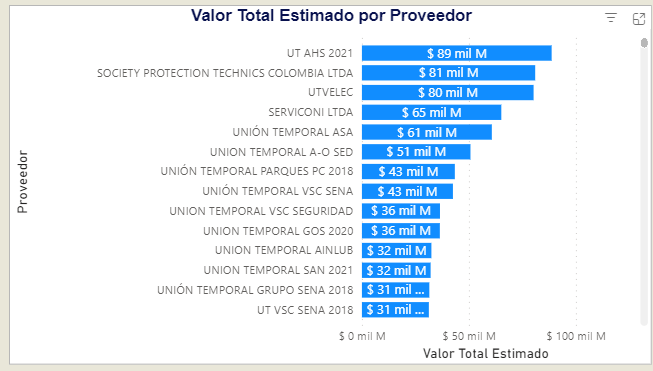 Valor Total Estimado por Proveedor
Proveedor
UT AHS 2021 $ 89 mil M
SOCIETY PROTECTION TECHNICS COLOMBIA LTDA $ 81 mil M
UTVELEC $ 80 mil M
SERVICONI LTDA $ 65 mil M
UNIÓN TEMPORAL ASA $ 61 mil M
UNION TEMPORAL A-O SED $ 51 mil M
UNIÓN TEMPORAL PARQUES PC 2018 $ 43 mil M
UNIÓN TEMPORAL VSC SENA $ 43 mil M
UNION TEMPORAL VSC SEGURIDAD $ 36 mil M
UNION TEMPORAL GOS 2020 $ 36 mil M
UNION TEMPORAL AINLUB $ 32 mil M
UNION TEMPORAL SAN 2021 $ 32 mil M
UNIÓN TEMPORAL GRUPO SENA 2018 $ 31 mil ...
UT VSC SENA 2018 $ 31 mil ...
$ 0 mil M $ 50 mil M $ 100 mil M
Valor Total Estimado